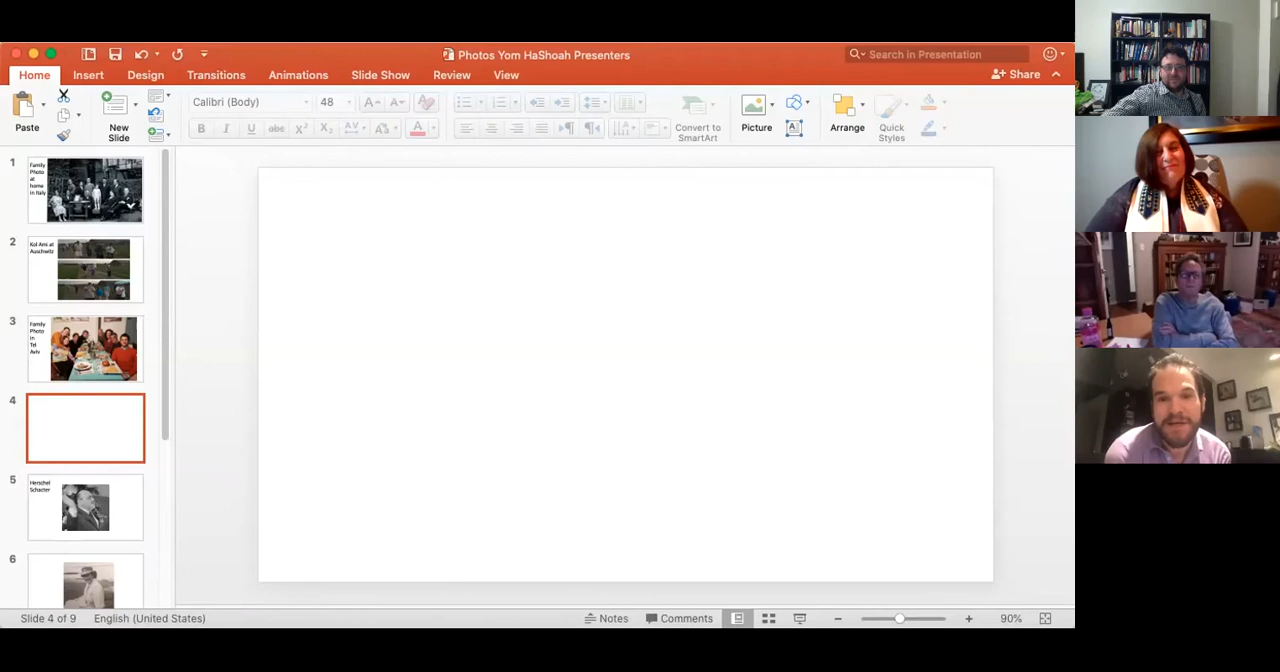 Photos Yom HaShoah Presenters
Search in Presentation
Home Insert Design Transitions Animations Slide Show Review View
Share
Calibri (Body) 48
Paste
New
Slide
Convert to
SmartArt
Picture
Arrange
Quick
Styles
1
Family
Photo
at
home
in Italy
2
Kol Ami at
Auschwitz
3
Family
Photo
in
Tel
Aviv
4
5
Herschel
Schacter
6
Slide 4 of 9 English (United States) Notes Comments 90%